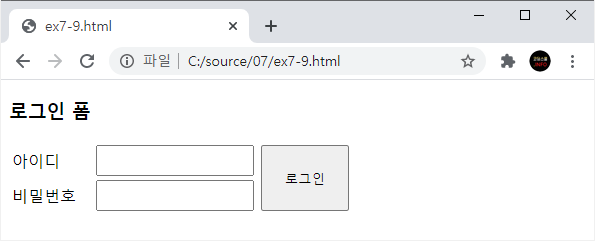 ex7-9.html
파일 C:/source/07/ex7-9.html
로그인 폼
아이디
로그인
비밀번호